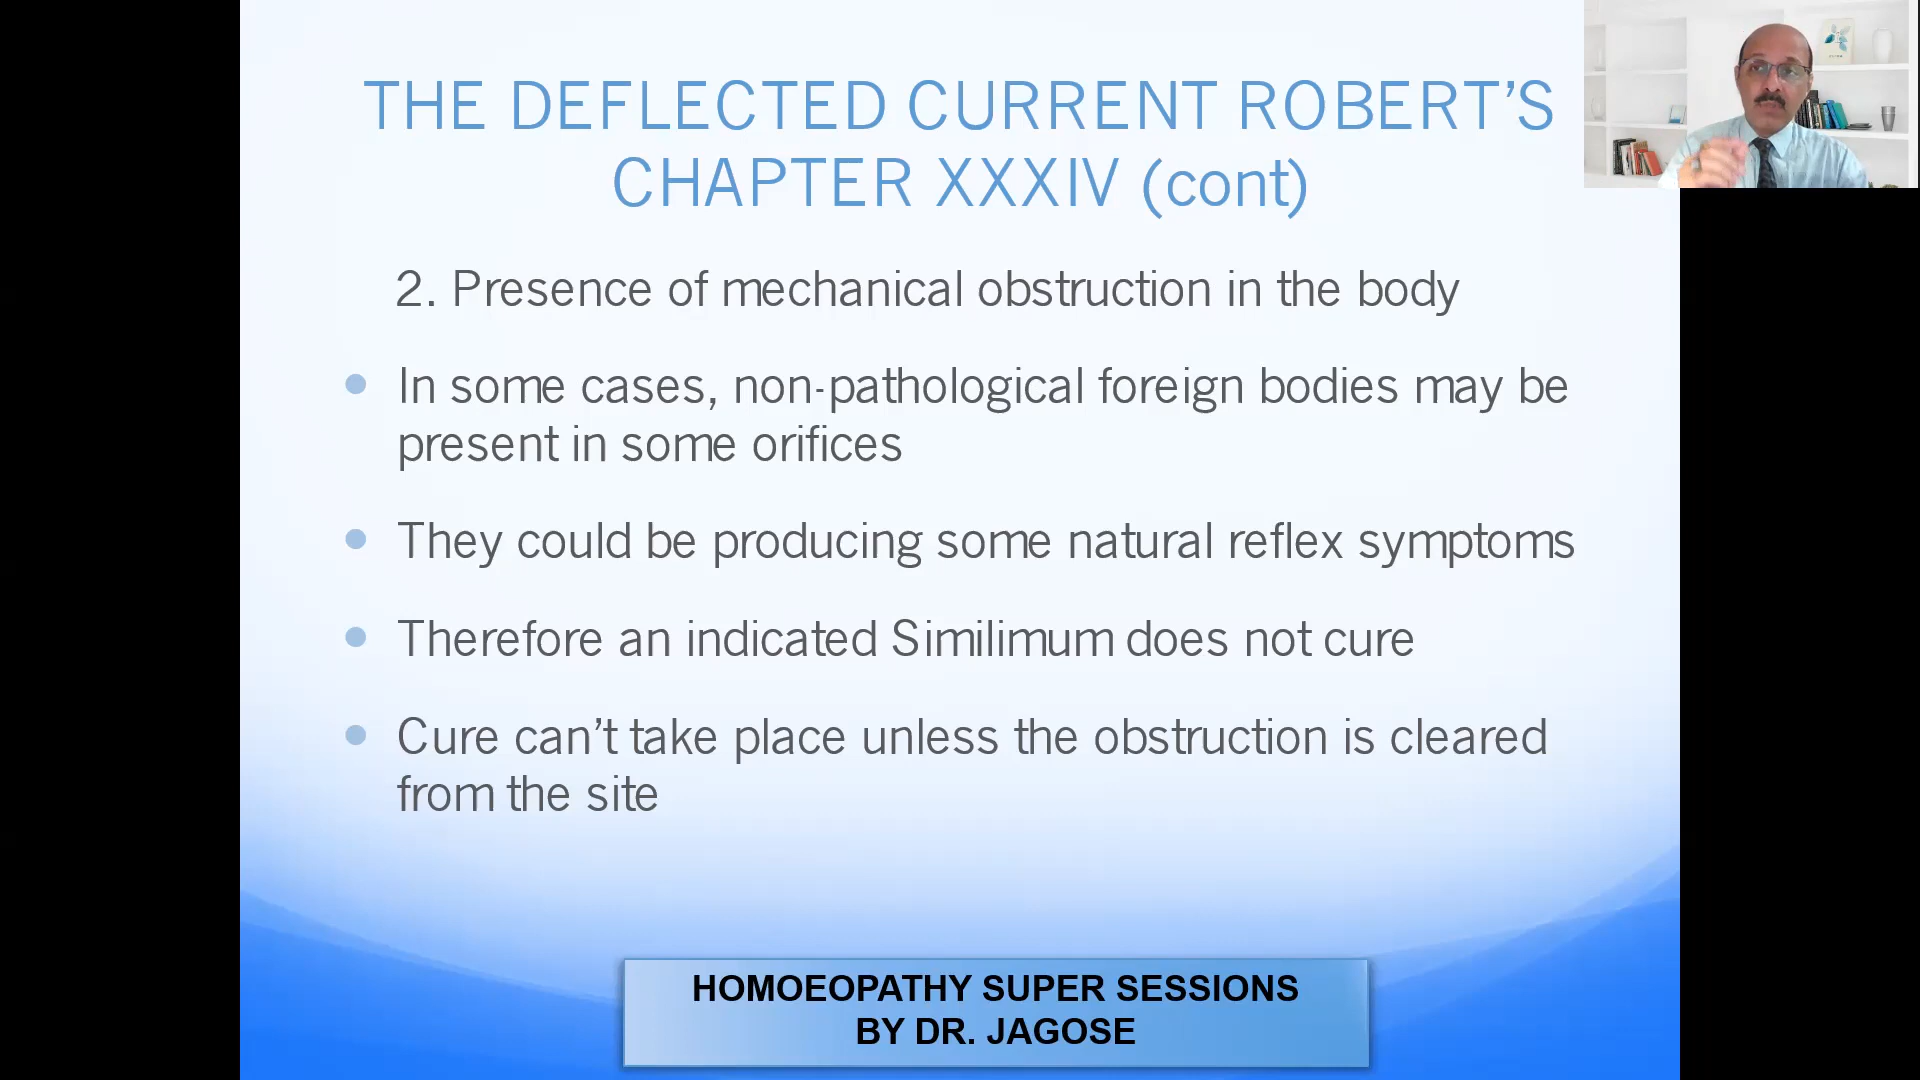 THE DEFLECTED CURRENT ROBERT’S
CHAPTER XXXIV (cont)
2. Presence of mechanical obstruction in the body
In some cases, non-pathological foreign bodies may be
present in some orifices
They could be producing some natural reflex symptoms
Therefore an indicated Similimum does not cure
Cure can’t take place unless the obstruction is cleared
from the site
HOMOEOPATHY SUPER SESSIONS
BY DR. JAGOSE